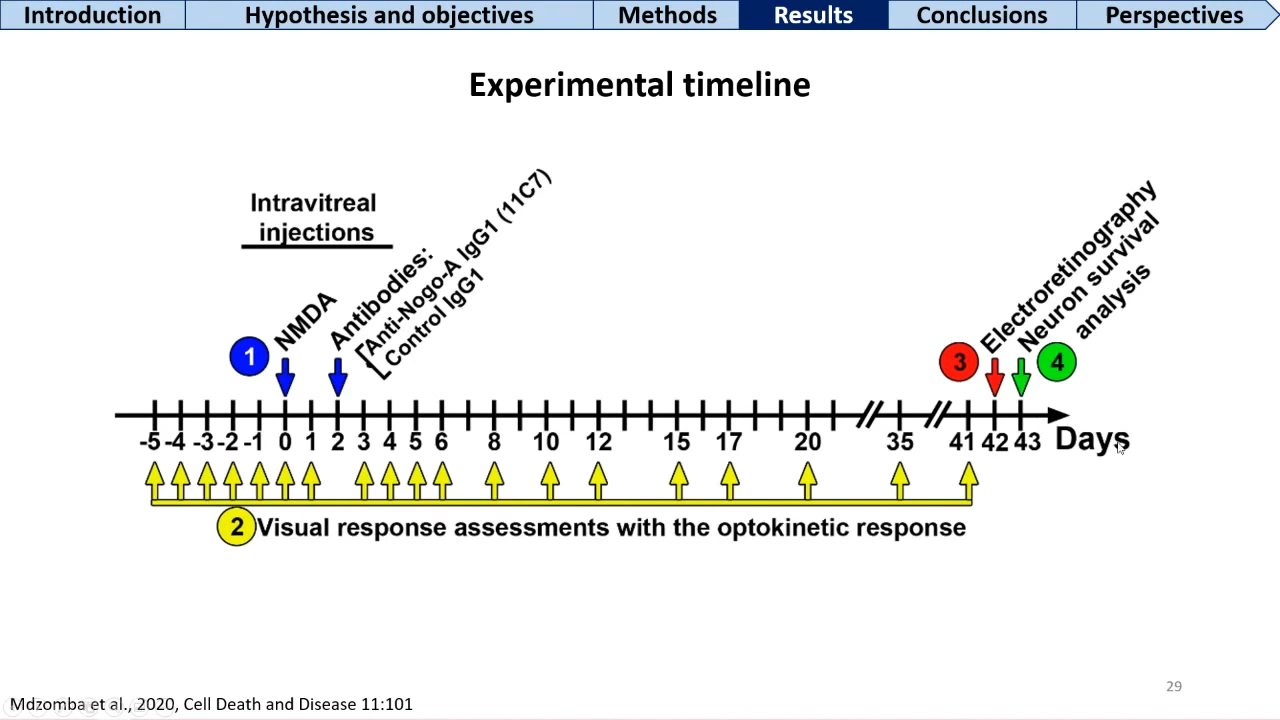 Introduction
Hypothesis and objectives
Methods
Results
Conclusions
Perspectives
Experimental timeline
Intravitreal
injections
1
NMDA
Antibodies:
Anti-Nogo-A IgG1 (11C7)
Control IgG1
3
Electroretinography
Neuron survival
analysis
4
-5 -4 -3 -2 -1 0 1 2 3 4 5 6 8 10 12 15 17 20 35 41 42 43 Days
2 Visual response assessments with the optokinetic response
29
Mdzomba et al., 2020, Cell Death and Disease 11:101